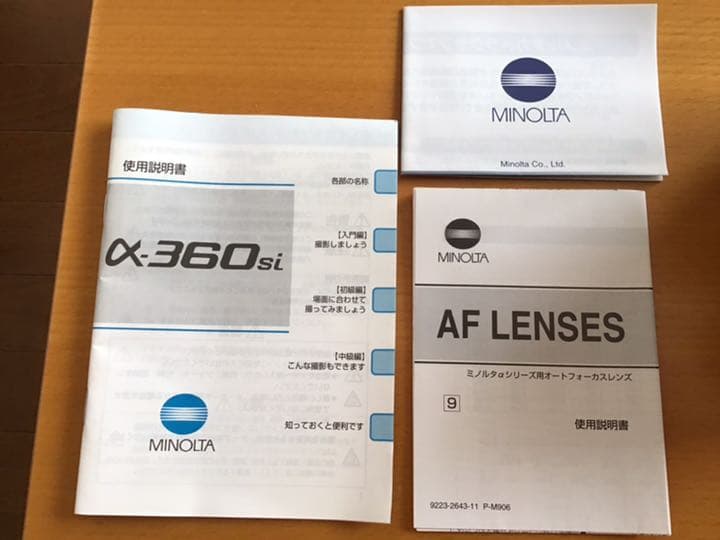 使用説明書
α-360si
各部の名称
【入門編】
撮影しましょう
【初級編】
場面に合わせて
撮ってみましょう
【中級編】
こんな撮影もできます
知っておくと便利です
MINOLTA
MINOLTA
Minolta Co., Ltd.
MINOLTA
AF LENSES
ミノルタαシリーズ用オートフォーカスレンズ
9
使用説明書
9223-2643-11 P-M906